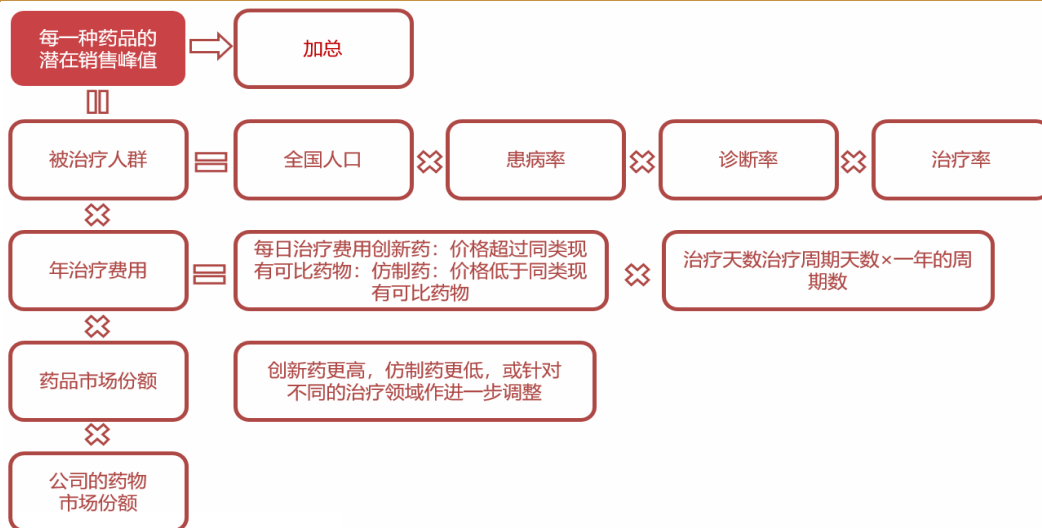 每一种药品的
潜在销售峰值
加总
被治疗人群
全国人口
患病率
诊断率
治疗率
年治疗费用
每日治疗费用创新药：价格超过同类现
有可比药物：仿制药：价格低于同类现
有可比药物
治疗天数治疗周期天数×一年的周
期数
药品市场份额
创新药更高，仿制药更低，或针对
不同的治疗领域作进一步调整
公司的药物
市场份额